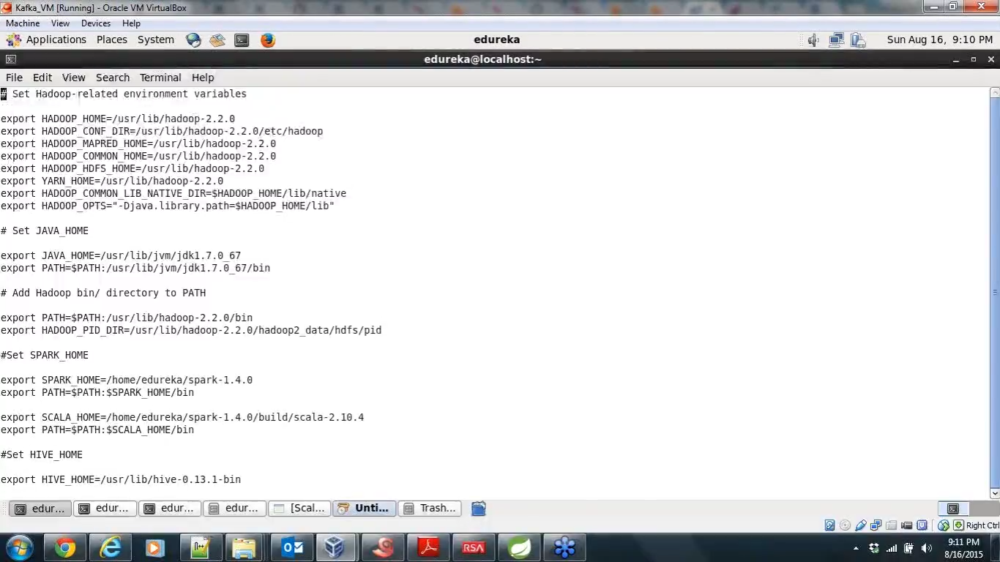 Kafka_VM [Running] - Oracle VM VirtualBox
Machine View Devices Help
Applications Places System edureka Sun Aug 16, 9:10 PM
edureka@localhost:~
File Edit View Search Terminal Help
# Set Hadoop-related environment variables
export HADOOP_HOME=/usr/lib/hadoop-2.2.0
export HADOOP_CONF_DIR=/usr/lib/hadoop-2.2.0/etc/hadoop
export HADOOP_MAPRED_HOME=/usr/lib/hadoop-2.2.0
export HADOOP_COMMON_HOME=/usr/lib/hadoop-2.2.0
export HADOOP_HDFS_HOME=/usr/lib/hadoop-2.2.0
export YARN_HOME=/usr/lib/hadoop-2.2.0
export HADOOP_COMMON_LIB_NATIVE_DIR=$HADOOP_HOME/lib/native
export HADOOP_OPTS="-Djava.library.path=$HADOOP_HOME/lib"
# Set JAVA_HOME
export JAVA_HOME=/usr/lib/jvm/jdk1.7.0_67
export PATH=$PATH:/usr/lib/jvm/jdk1.7.0_67/bin
# Add Hadoop bin/ directory to PATH
export PATH=$PATH:/usr/lib/hadoop-2.2.0/bin
export HADOOP_PID_DIR=/usr/lib/hadoop-2.2.0/hadoop2_data/hdfs/pid
#Set SPARK_HOME
export SPARK_HOME=/home/edureka/spark-1.4.0
export PATH=$PATH:$SPARK_HOME/bin
export SCALA_HOME=/home/edureka/spark-1.4.0/build/scala-2.10.4
export PATH=$PATH:$SCALA_HOME/bin
#Set HIVE_HOME
export HIVE_HOME=/usr/lib/hive-0.13.1-bin
edur... edur... edur... edur... [Scal... Unti... Trash...
Right Ctrl
RSA 9:11 PM
8/16/2015